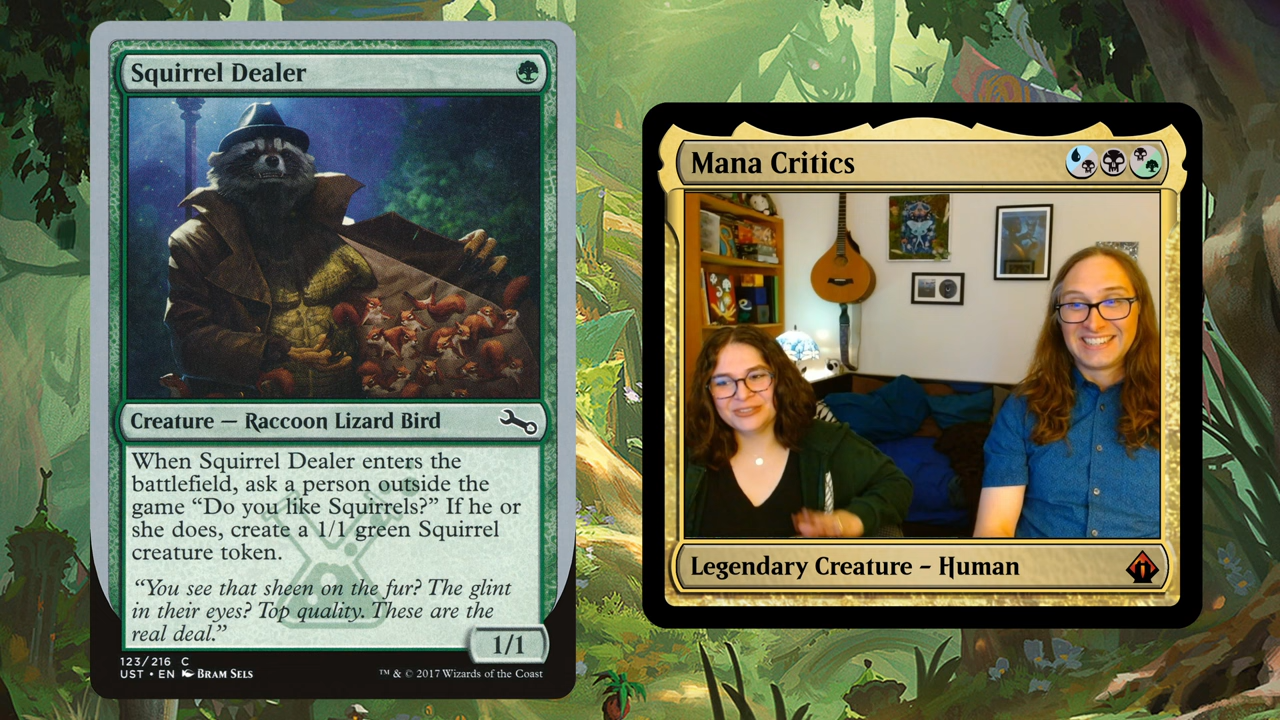 Squirrel Dealer
Creature — Raccoon Lizard Bird
When Squirrel Dealer enters the
battlefield, ask a person outside the
game “Do you like Squirrels?” If he or
she does, create a 1/1 green Squirrel
creature token.
“You see that sheen on the fur? The glint
in their eyes? Top quality. These are the
real deal.”
1/1
123/216 C
UST • EN Bram Sels
™ & © 2017 Wizards of the Coast
Mana Critics
Legendary Creature – Human